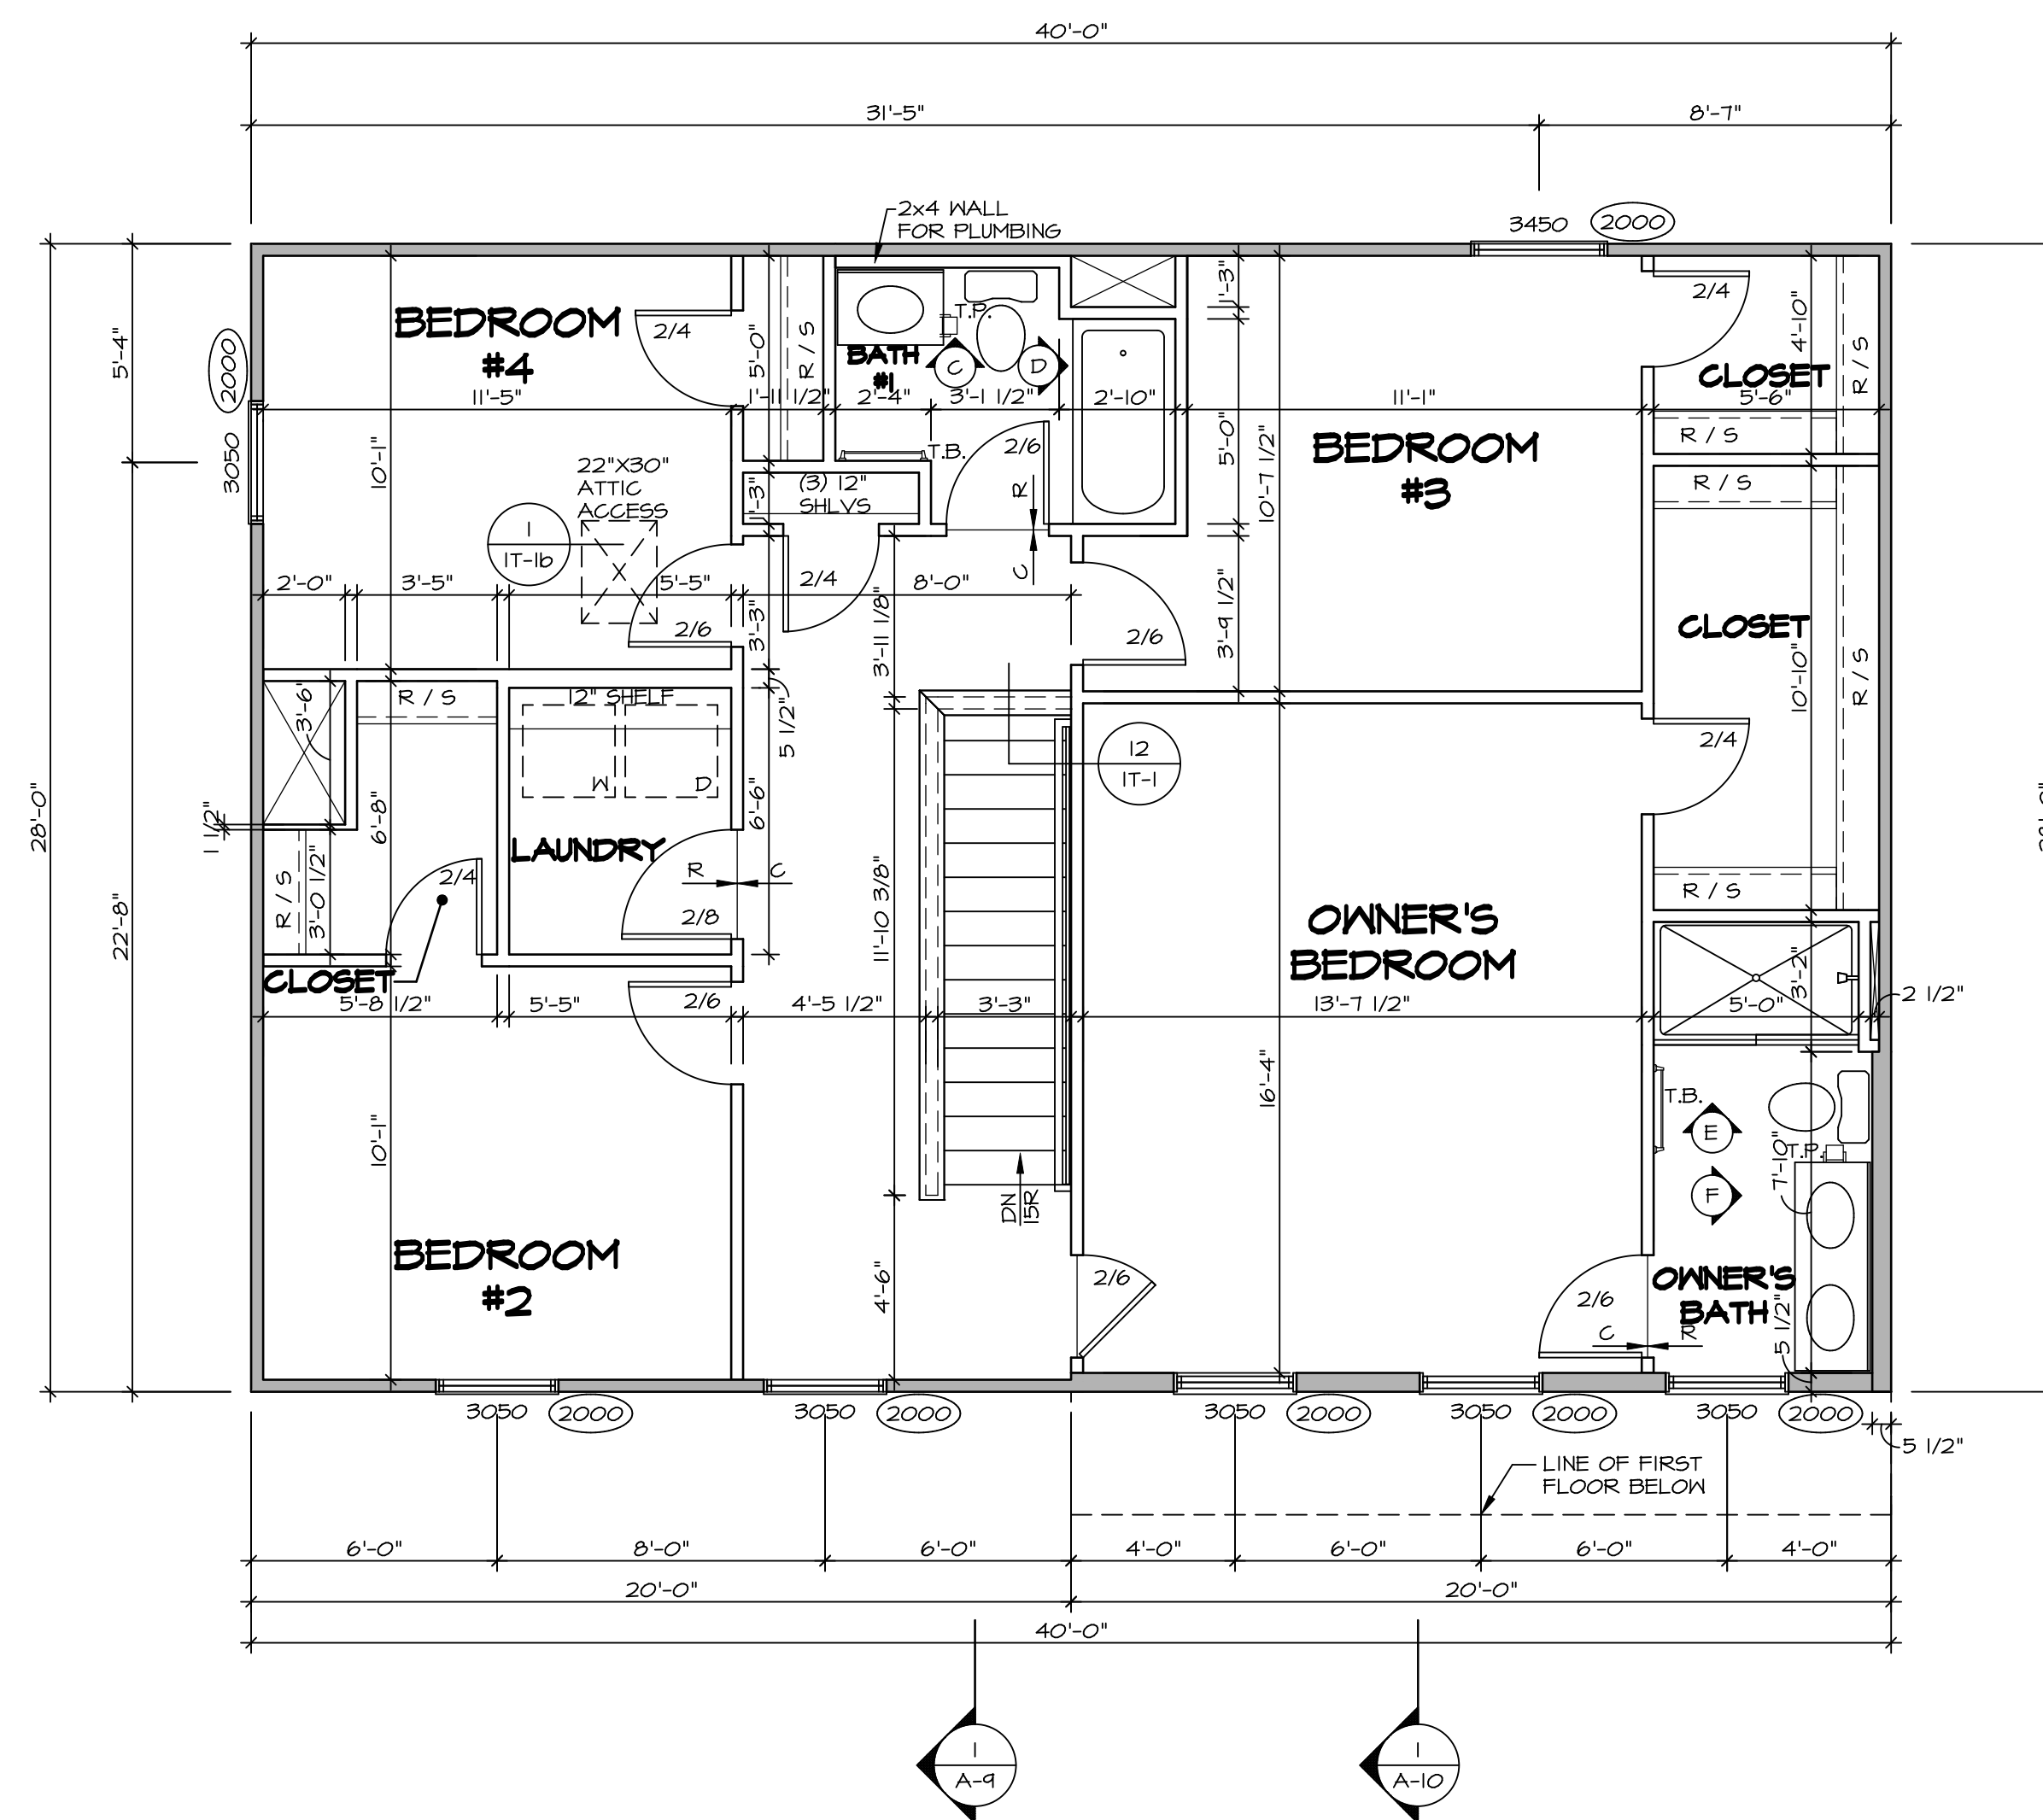 40'-0"
31'-5"
8'-7"
2x4 WALL
FOR PLUMBING
3450
2000
BEDROOM
#4
2/4
5'-0"
R / S
T.P.
BATH
#1
C
D
1'-3"
2/4
4'-10"
R / S
CLOSET
5'-4"
2000
3050
11'-5"
1'-11 1/2"
2'-4"
3'-1 1/2"
2'-10"
11'-1"
5'-6"
R / S
10'-1"
22"X30"
ATTIC
ACCESS
1
IT-1b
1'-3"
(3) 12"
SHLVS
T.B.
2/6
R
C
5'-0"
10'-7 1/2"
BEDROOM
#3
R / S
2'-0"
3'-5"
5'-5"
2/6
3'-3"
2/4
8'-0"
3'-11 1/8"
2/6
3'-9 1/2"
CLOSET
10'-10"
R / S
28'-0"
22'-8"
3'-6"
R / S
12" SHELF
W
D
5 1/2"
12
IT-1
2/4
1 1/2"
6'-8"
6'-6"
LAUNDRY
R
C
R / S
3'-0 1/2"
2/4
2/8
11'-10 3/8"
R / S
OWNER'S
BEDROOM
CLOSET
5'-8 1/2"
5'-5"
2/6
4'-5 1/2"
3'-3"
13'-7 1/2"
5'-0"
3'-2"
2 1/2"
10'-1"
16'-4"
T.B.
E
F
T.P.
7'-10"
DN
15R
BEDROOM
#2
4'-6"
2/6
2/6
OWNER'S
BATH
C
R
5 1/2"
3050
2000
3050
2000
3050
2000
3050
2000
3050
2000
5 1/2"
LINE OF FIRST
FLOOR BELOW
6'-0"
8'-0"
6'-0"
4'-0"
6'-0"
6'-0"
4'-0"
20'-0"
20'-0"
40'-0"
1
A-9
1
A-10